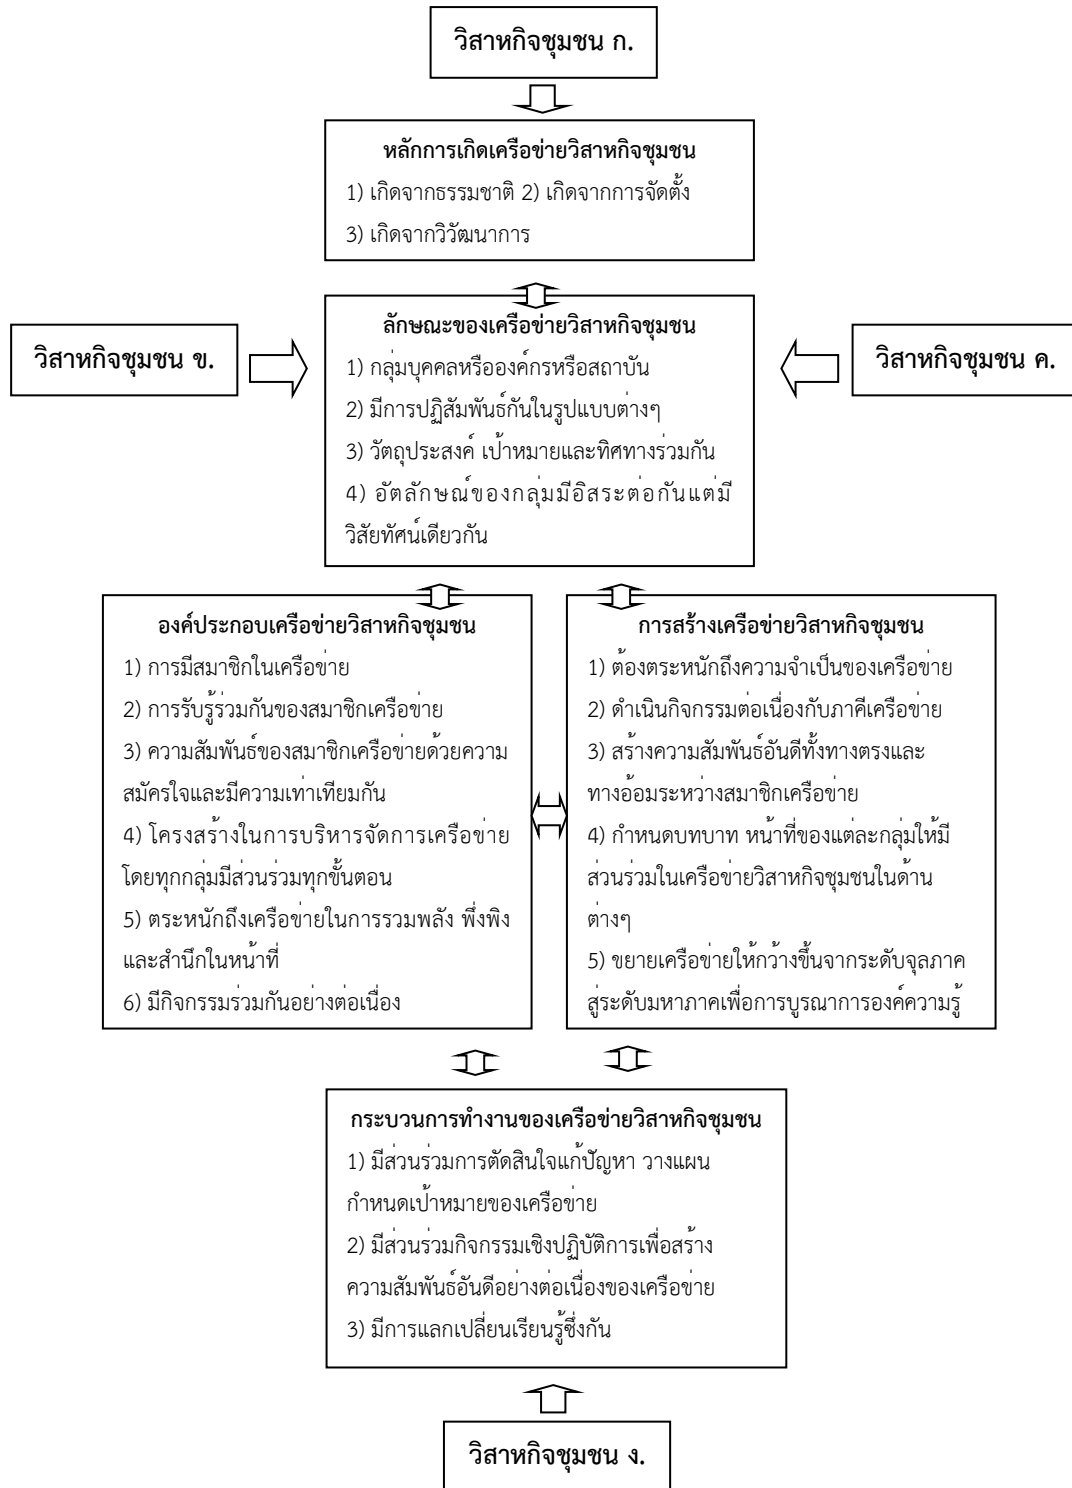 วิสาหกิจชุมชน ก.
หลักการเกิดเครือข่ายวิสาหกิจชุมชน
1) เกิดจากธรรมชาติ 2) เกิดจากการจัดตั้ง
3) เกิดจากวิวัฒนาการ
วิสาหกิจชุมชน ข.
ลักษณะของเครือข่ายวิสาหกิจชุมชน
1) กลุ่มบุคคลหรือองค์กรหรือสถาบัน
2) มีการปฏิสัมพันธ์กันในรูปแบบต่างๆ
3) วัตถุประสงค์ เป้าหมายและทิศทางร่วมกัน
4) อัตลักษณ์ของกลุ่มมีอิสระต่อกันแต่มี
วิสัยทัศน์เดียวกัน
วิสาหกิจชุมชน ค.
องค์ประกอบเครือข่ายวิสาหกิจชุมชน
1) การมีสมาชิกในเครือข่าย
2) การรับรู้ร่วมกันของสมาชิกเครือข่าย
3) ความสัมพันธ์ของสมาชิกเครือข่ายด้วยความ
สมัครใจและมีความเท่าเทียมกัน
4) โครงสร้างในการบริหารจัดการเครือข่าย
โดยทุกกลุ่มมีส่วนร่วมทุกขั้นตอน
5) ตระหนักถึงเครือข่ายในการรวมพลัง พึ่งพิง
และสำนึกในหน้าที่
6) มีกิจกรรมร่วมกันอย่างต่อเนื่อง
การสร้างเครือข่ายวิสาหกิจชุมชน
1) ต้องตระหนักถึงความจำเป็นของเครือข่าย
2) ดำเนินกิจกรรมต่อเนื่องกับภาคีเครือข่าย
3) สร้างความสัมพันธ์อันดีทั้งทางตรงและ
ทางอ้อมระหว่างสมาชิกเครือข่าย
4) กำหนดบทบาท หน้าที่ของแต่ละกลุ่มให้มี
ส่วนร่วมในเครือข่ายวิสาหกิจชุมชนในด้าน
ต่างๆ
5) ขยายเครือข่ายให้กว้างขึ้นจากระดับจุลภาค
สู่ระดับมหาภาคเพื่อการบูรณาการองค์ความรู้
กระบวนการทำงานของเครือข่ายวิสาหกิจชุมชน
1) มีส่วนร่วมการตัดสินใจแก้ปัญหา วางแผน
กำหนดเป้าหมายของเครือข่าย
2) มีส่วนร่วมกิจกรรมเชิงปฏิบัติการเพื่อสร้าง
ความสัมพันธ์อันดีอย่างต่อเนื่องของเครือข่าย
3) มีการแลกเปลี่ยนเรียนรู้ซึ่งกัน
วิสาหกิจชุมชน ง.